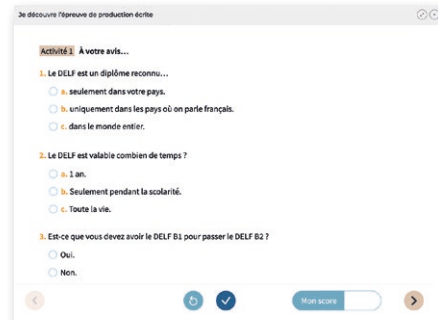 Je découvre l'épreuve de production écrite
Activité 1 À votre avis...
1. Le DELF est un diplôme reconnu...
a. seulement dans votre pays.
b. uniquement dans les pays où on parle français.
c. dans le monde entier.
2. Le DELF est valable combien de temps ?
a. 1 an.
b. Seulement pendant la scolarité.
c. Toute la vie.
3. Est-ce que vous devez avoir le DELF B1 pour passer le DELF B2 ?
Oui.
Non.
Mon score